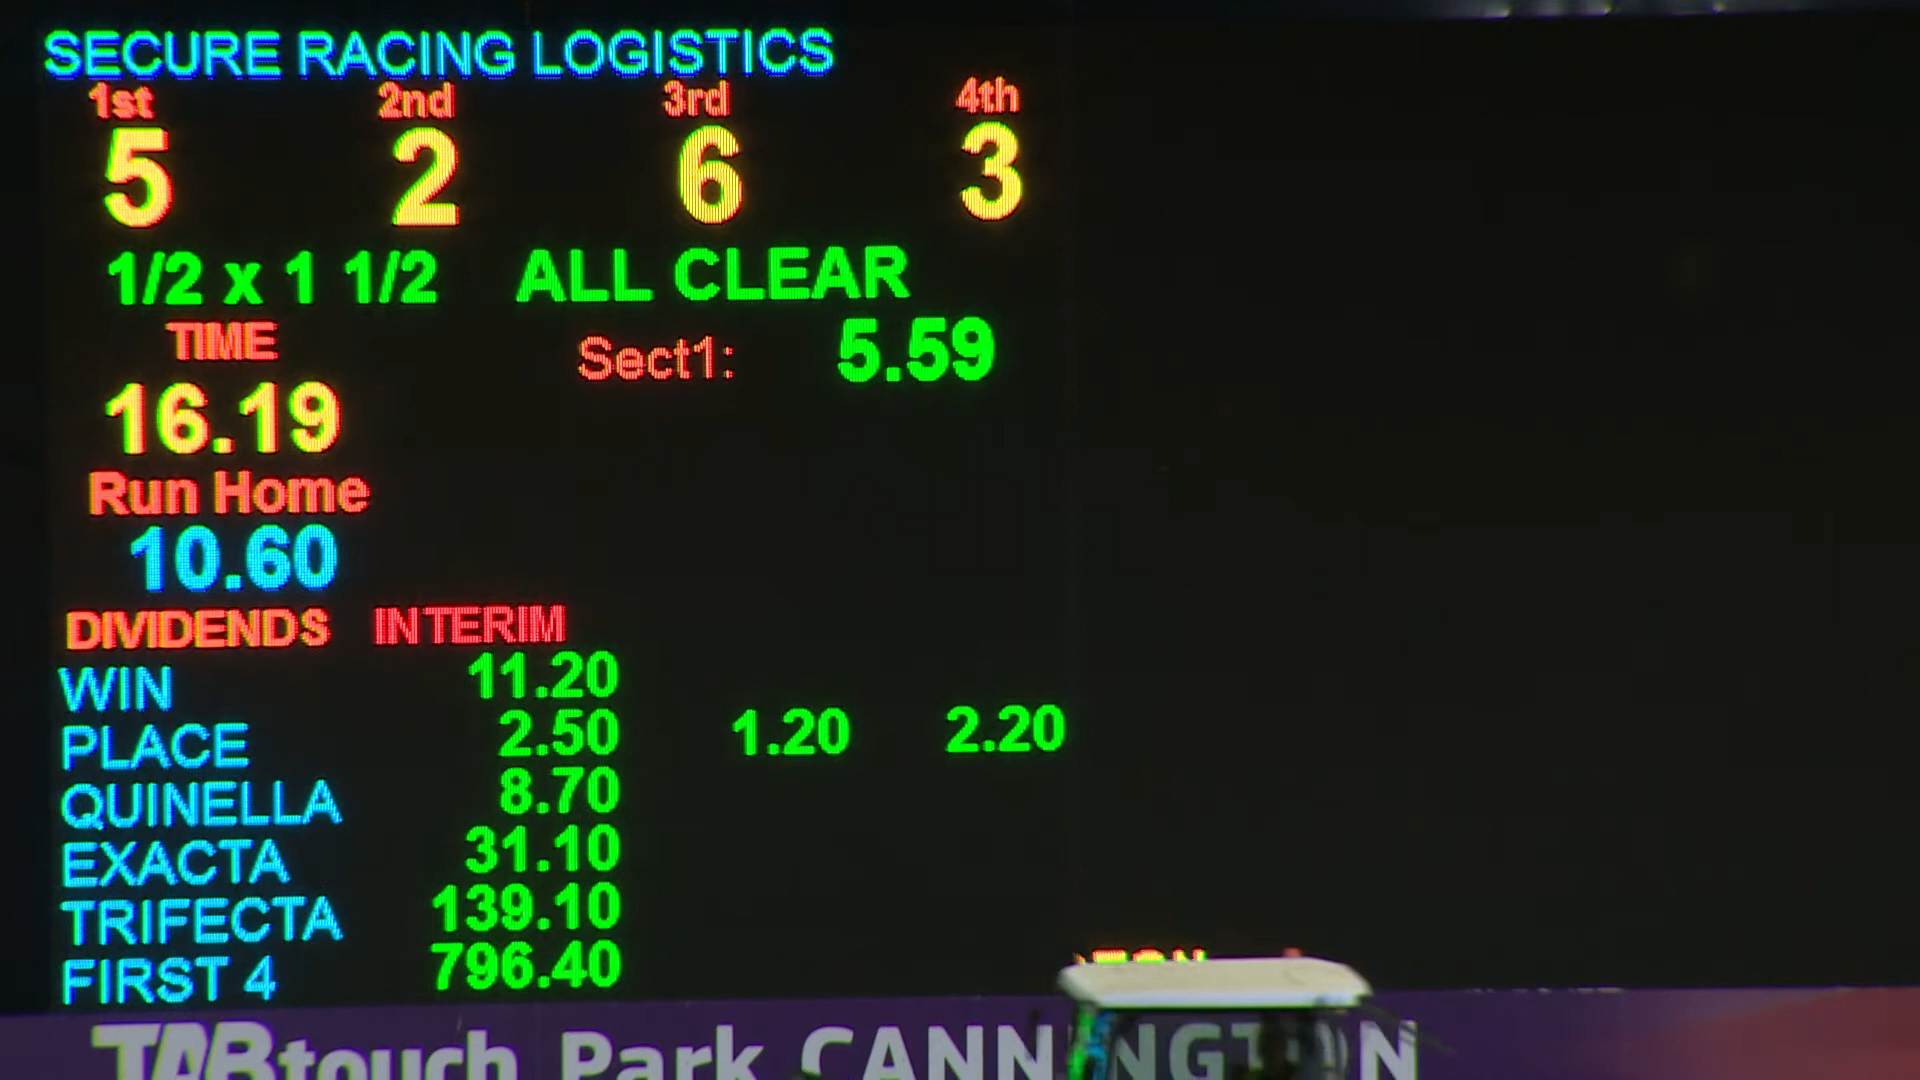 SECURE RACING LOGISTICS
1st 2nd 3rd 4th
5 2 6 3
1/2 x 1 1/2 ALL CLEAR
TIME Sect1: 5.59
16.19
Run Home
10.60
DIVIDENDS INTERIM
WIN 11.20
PLACE 2.50 1.20 2.20
QUINELLA 8.70
EXACTA 31.10
TRIFECTA 139.10
FIRST 4 796.40
TABtouch Park CANNINGTON